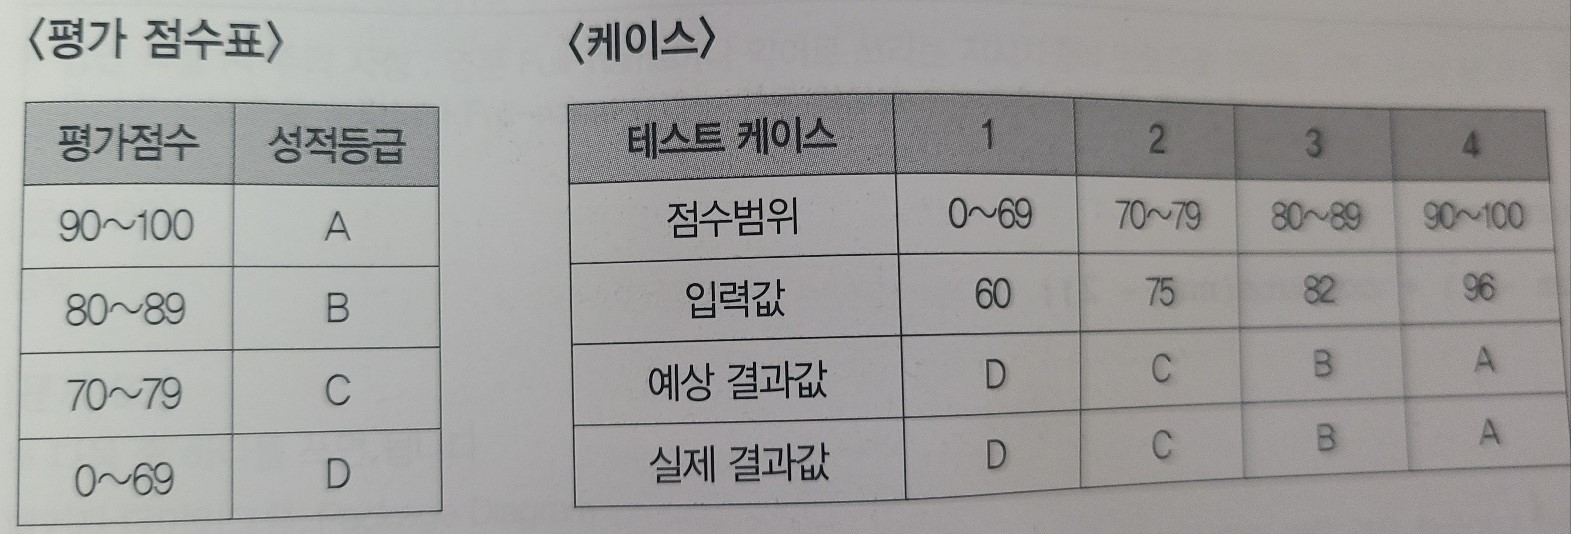 〈평가 점수표〉
평가점수 성적등급
90~100 A
80~89 B
70~79 C
0~69 D
〈케이스〉
테스트 케이스 1 2 3 4
점수범위 0~69 70~79 80~89 90~100
입력값 60 75 82 96
예상 결과값 D C B A
실제 결과값 D C B A